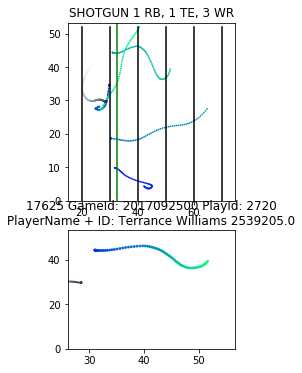 SHOTGUN 1 RB, 1 TE, 3 WR
50
40
30
20
10
0
20 40 60
17625 GameId: 2017092500 PlayId: 2720
PlayerName + ID: Terrance Williams 2539205.0
40
20
0
30 40 50